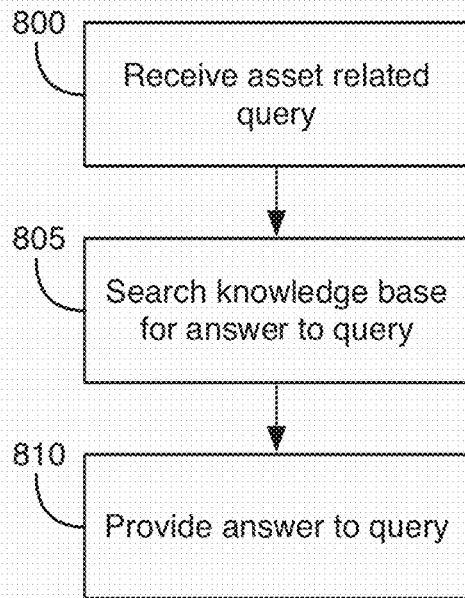 800
Receive asset related
query
805
Search knowledge base
for answer to query
810
Provide answer to query